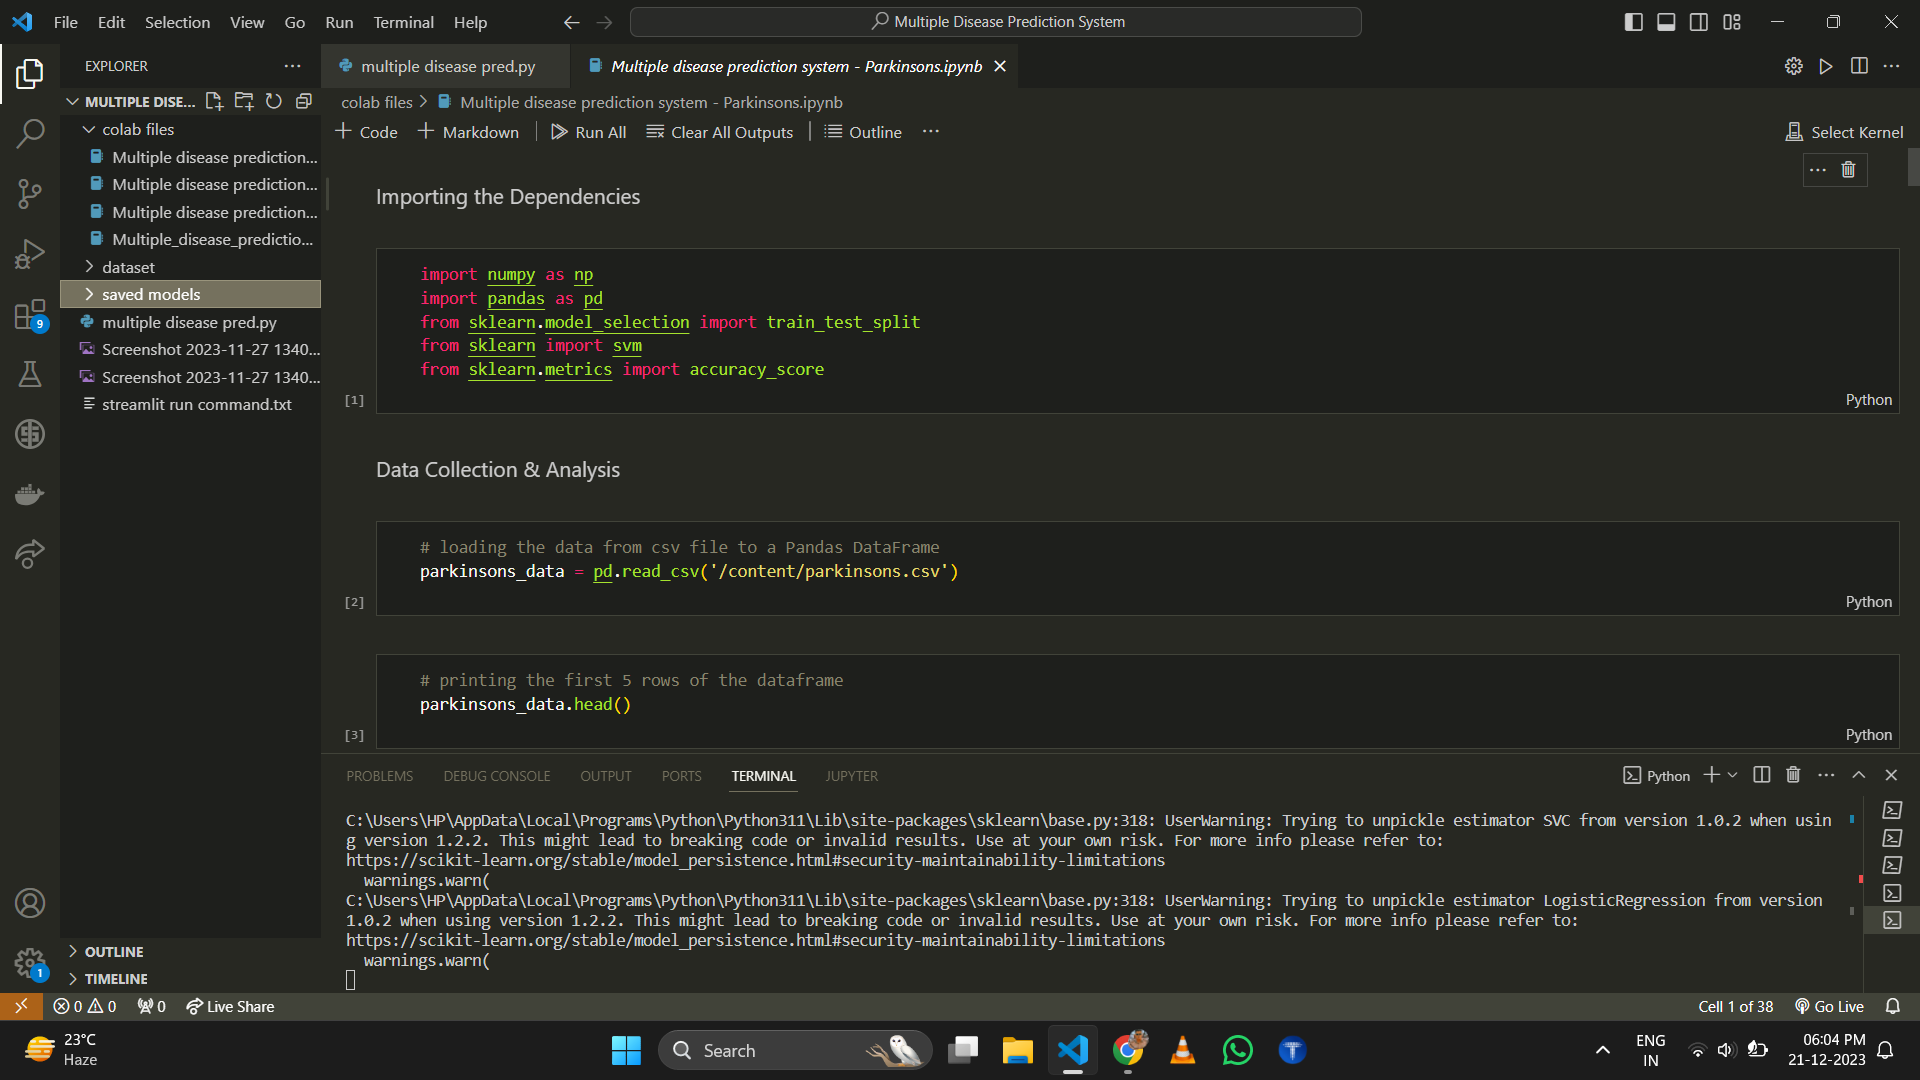 File Edit Selection View Go Run Terminal Help
Multiple Disease Prediction System
EXPLORER
MULTIPLE DISE...
colab files
Multiple disease prediction...
Multiple disease prediction...
Multiple disease prediction...
Multiple_disease_predictio...
dataset
saved models
multiple disease pred.py
Screenshot 2023-11-27 1340...
Screenshot 2023-11-27 1340...
streamlit run command.txt
OUTLINE
TIMELINE
9
1
multiple disease pred.py
Multiple disease prediction system - Parkinsons.ipynb
colab files > Multiple disease prediction system - Parkinsons.ipynb
+ Code + Markdown Run All Clear All Outputs Outline ...
Select Kernel
Importing the Dependencies
import numpy as np
import pandas as pd
from sklearn.model_selection import train_test_split
from sklearn import svm
from sklearn.metrics import accuracy_score
[1]
Python
Data Collection & Analysis
# loading the data from csv file to a Pandas DataFrame
parkinsons_data = pd.read_csv('/content/parkinsons.csv')
[2]
Python
# printing the first 5 rows of the dataframe
parkinsons_data.head()
[3]
Python
PROBLEMS DEBUG CONSOLE OUTPUT PORTS TERMINAL JUPYTER
Python
C:\Users\HP\AppData\Local\Programs\Python\Python311\Lib\site-packages\sklearn\base.py:318: UserWarning: Trying to unpickle estimator SVC from version 1.0.2 when usin
g version 1.2.2. This might lead to breaking code or invalid results. Use at your own risk. For more info please refer to:
https://scikit-learn.org/stable/model_persistence.html#security-maintainability-limitations
warnings.warn(
C:\Users\HP\AppData\Local\Programs\Python\Python311\Lib\site-packages\sklearn\base.py:318: UserWarning: Trying to unpickle estimator LogisticRegression from version
1.0.2 when using version 1.2.2. This might lead to breaking code or invalid results. Use at your own risk. For more info please refer to:
https://scikit-learn.org/stable/model_persistence.html#security-maintainability-limitations
warnings.warn(
0 0 0 Live Share
Cell 1 of 38 Go Live
23°C
Haze
Search
ENG
IN
06:04 PM
21-12-2023